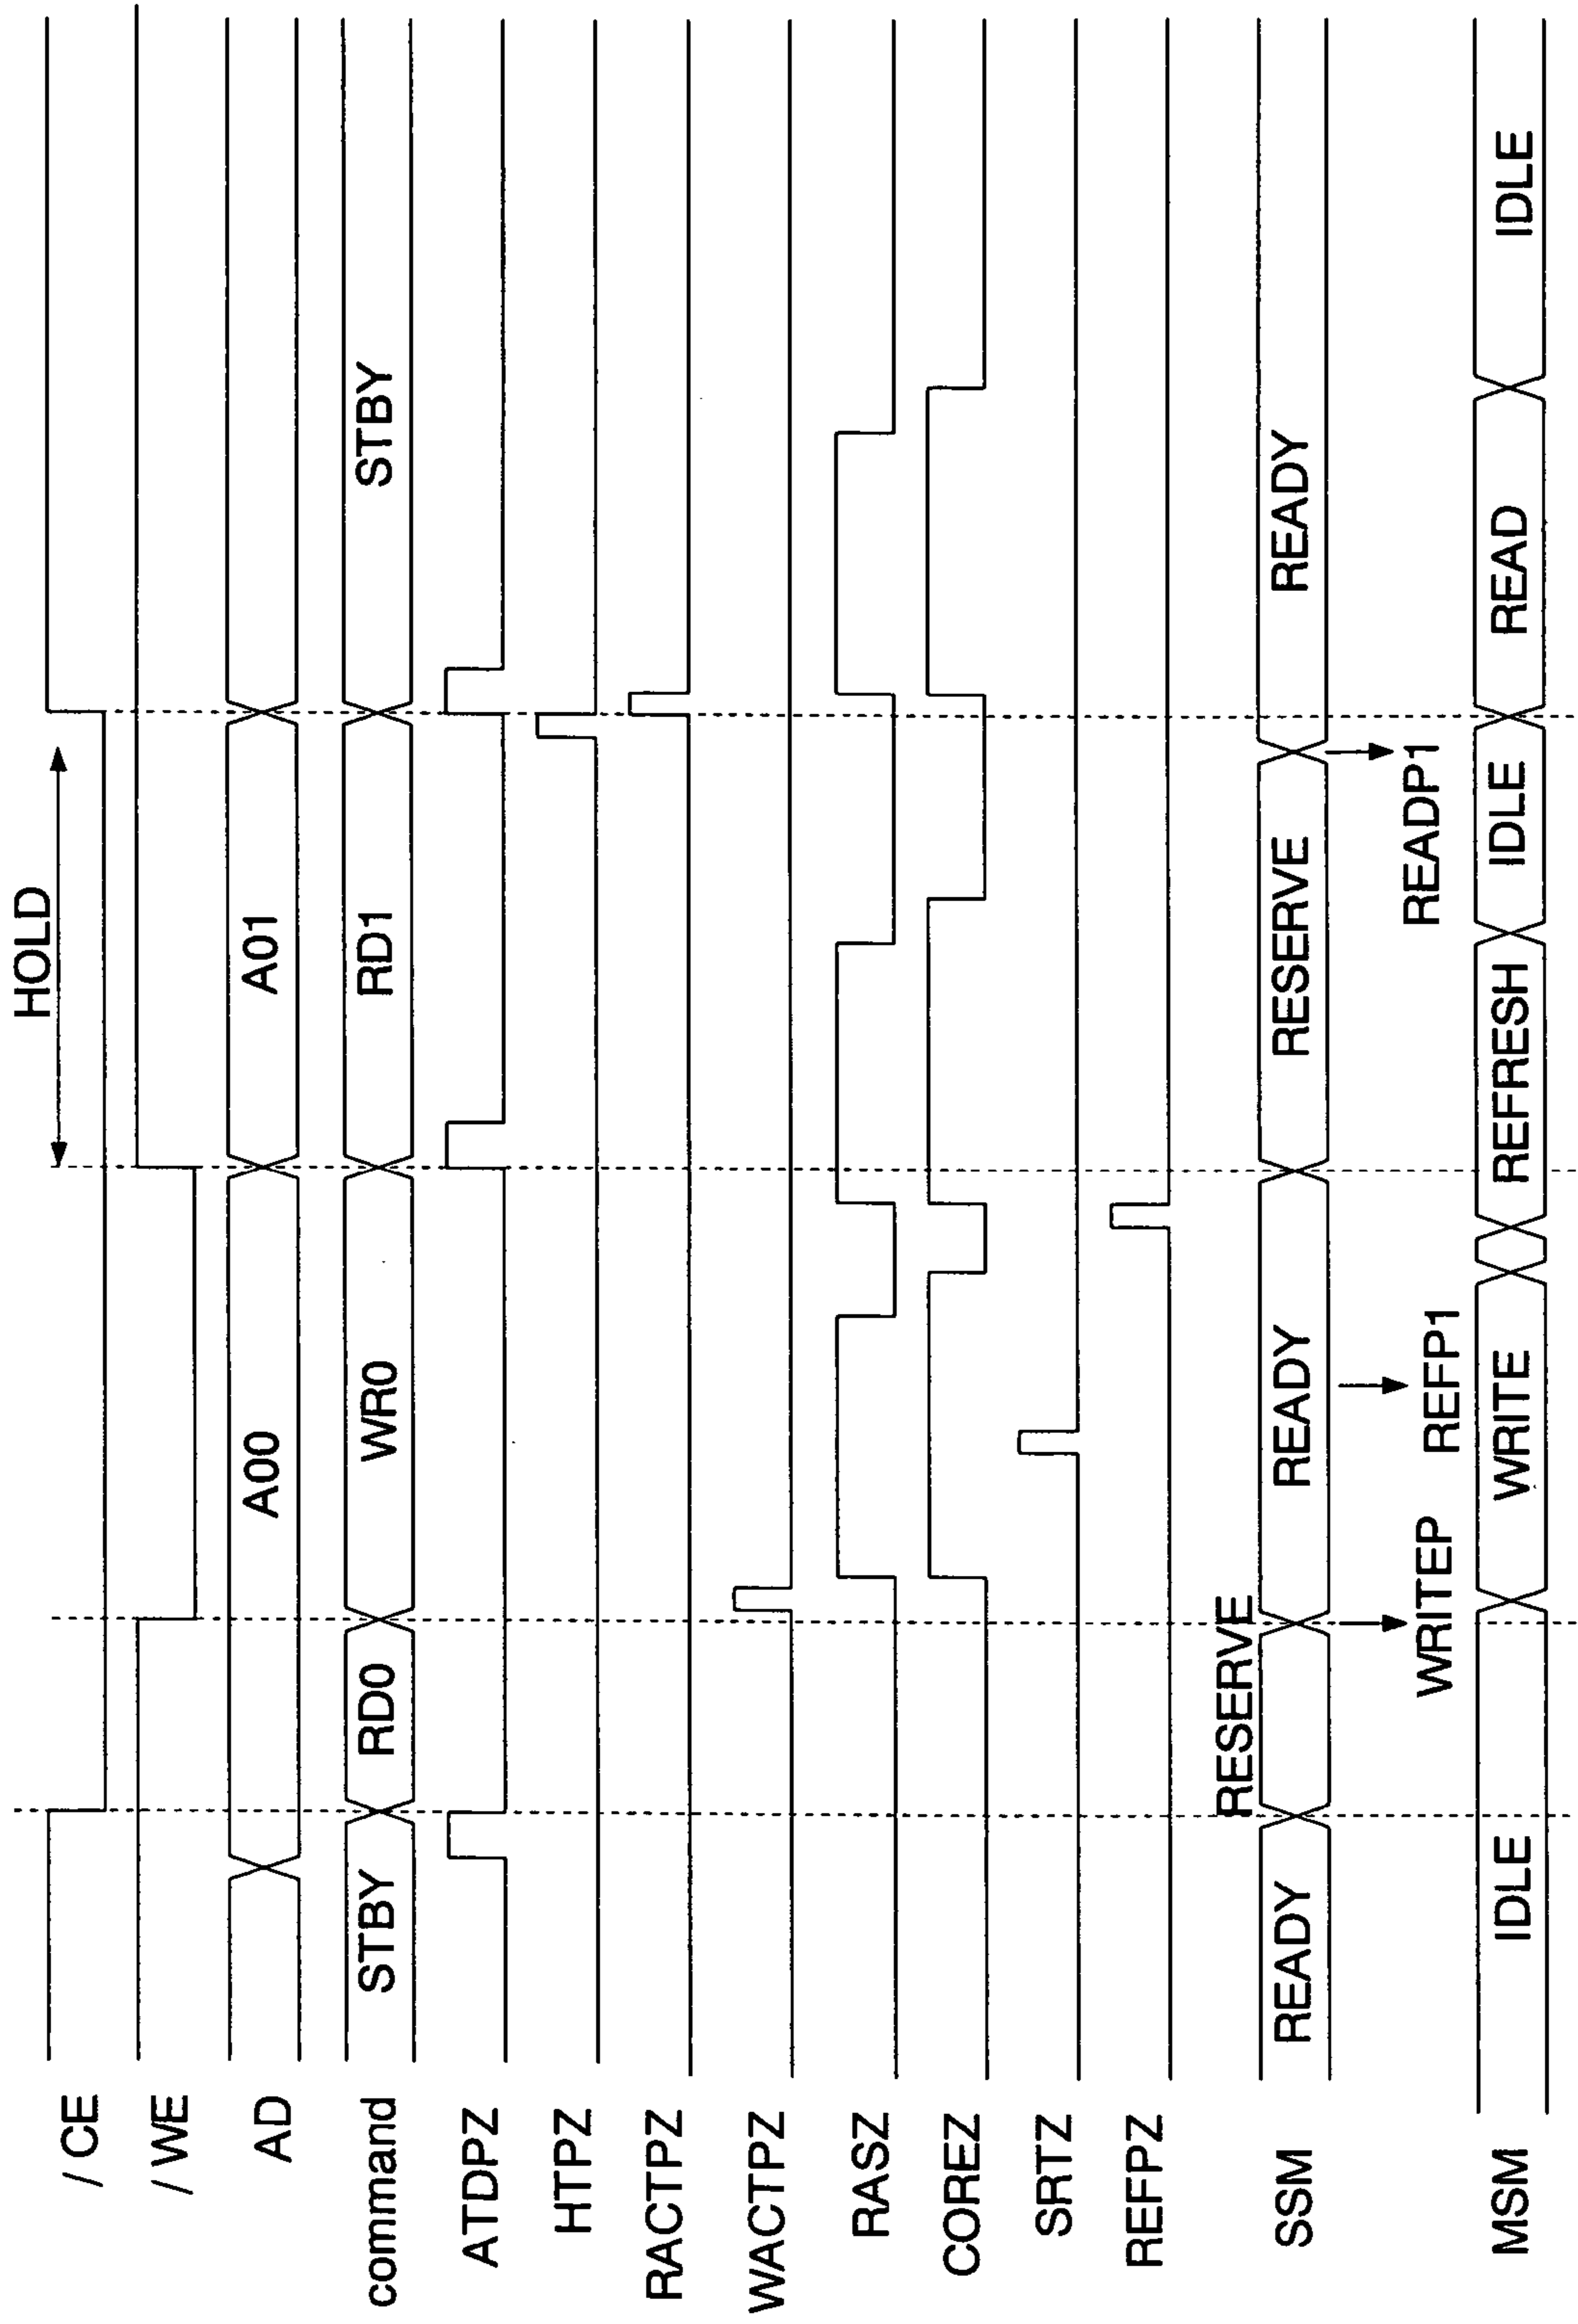 HOLD
/ CE
/ WE
AD A00 A01
command STBY RD0 WR0 RD1 STBY
ATDPZ
HTPZ
RACTPZ
WACTPZ
RASZ
COREZ
SRTZ
REFPZ
RESERVE
SSM READY READY RESERVE READY
WRITEP REFP1 READP1
MSM IDLE WRITE REFRESH IDLE READ IDLE